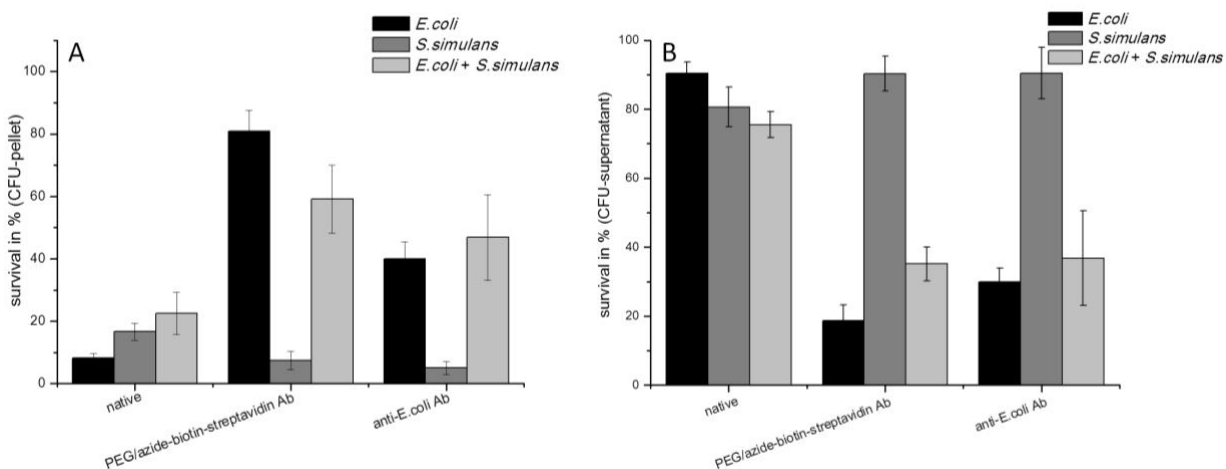 A
E.coli
S.simulans
E.coli + S.simulans
survival in % (CFU-pellet)
100
80
60
40
20
0
native
PEG/azide-biotin-streptavidin Ab
anti-E.coli Ab
B
E.coli
S.simulans
E.coli + S.simulans
survival in % (CFU-supernatant)
100
80
60
40
20
0
native
PEG/azide-biotin-streptavidin Ab
anti-E.coli Ab